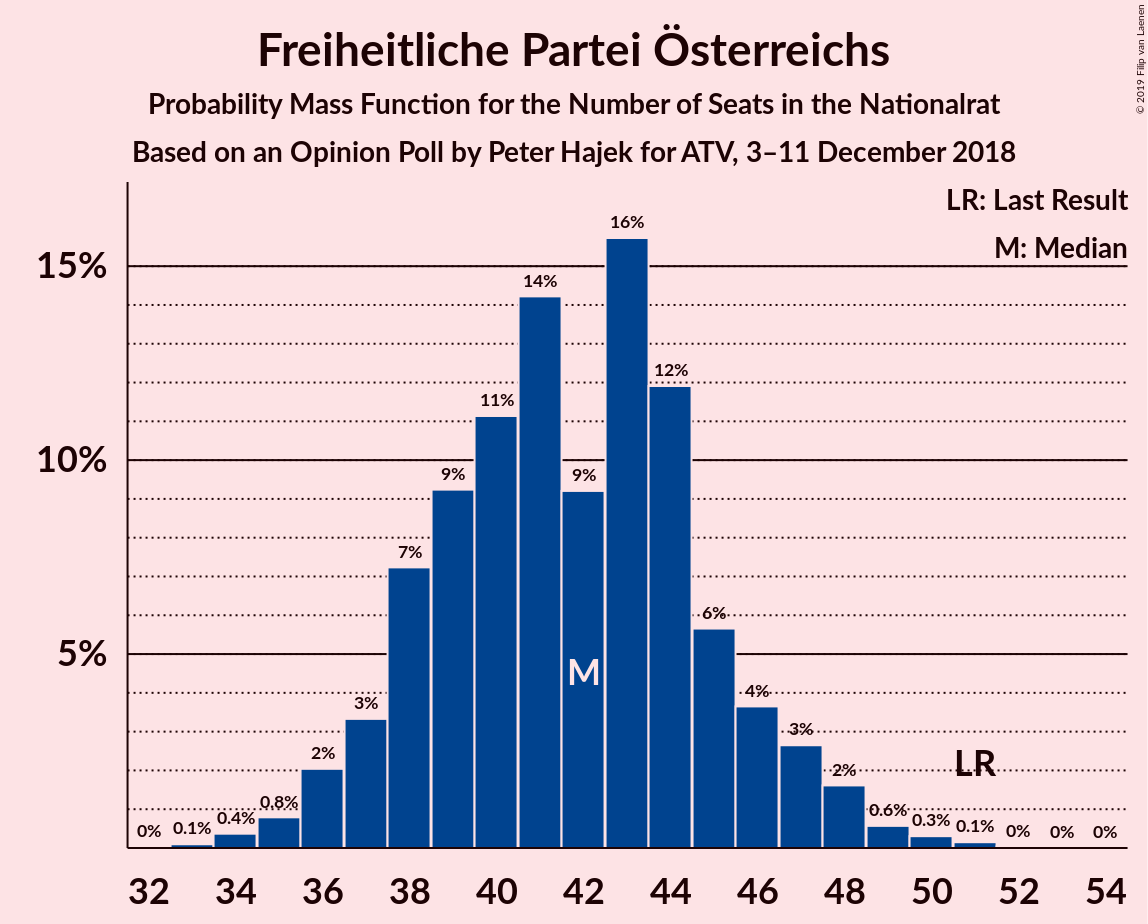 Freiheitliche Partei Österreichs
Probability Mass Function for the Number of Seats in the Nationalrat
Based on an Opinion Poll by Peter Hajek for ATV, 3–11 December 2018
© 2019 Filip van Laenen
LR: Last Result
M: Median
15%
10%
5%
0%
0.1%
0.4%
0.8%
2%
3%
7%
9%
11%
14%
9%
16%
12%
6%
4%
3%
2%
0.6%
0.3%
0.1%
0%
0%
0%
M
LR
32 34 36 38 40 42 44 46 48 50 52 54